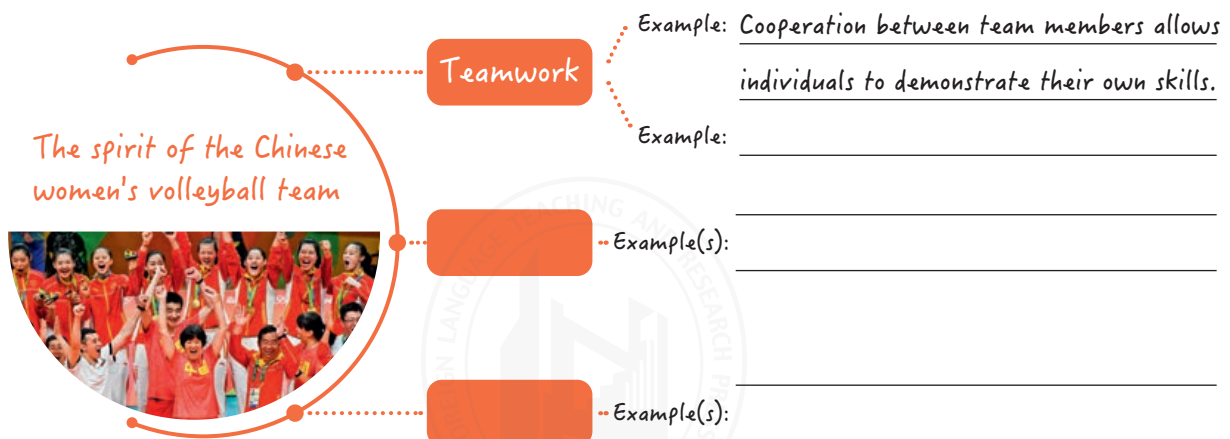 Example: Cooperation between team members allows
individuals to demonstrate their own skills.
Teamwork
Example:
The spirit of the Chinese
women's volleyball team
Example(s):
Example(s):